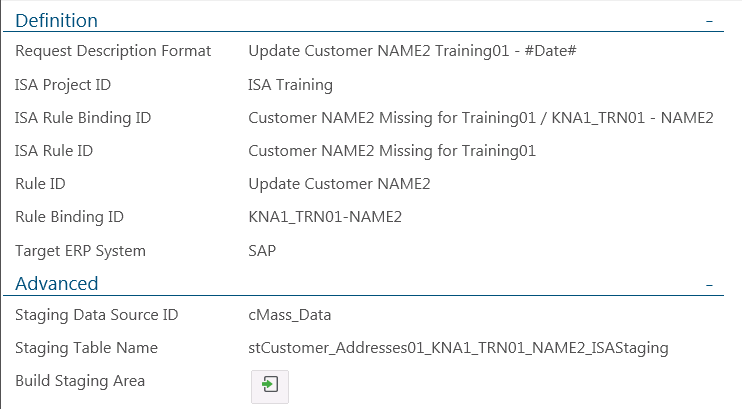 Definition
Request Description Format Update Customer NAME2 Training01 - #Date#
ISA Project ID ISA Training
ISA Rule Binding ID Customer NAME2 Missing for Training01 / KNA1_TRN01 - NAME2
ISA Rule ID Customer NAME2 Missing for Training01
Rule ID Update Customer NAME2
Rule Binding ID KNA1_TRN01-NAME2
Target ERP System SAP
Advanced
Staging Data Source ID cMass_Data
Staging Table Name stCustomer_Addresses01_KNA1_TRN01_NAME2_ISAStaging
Build Staging Area